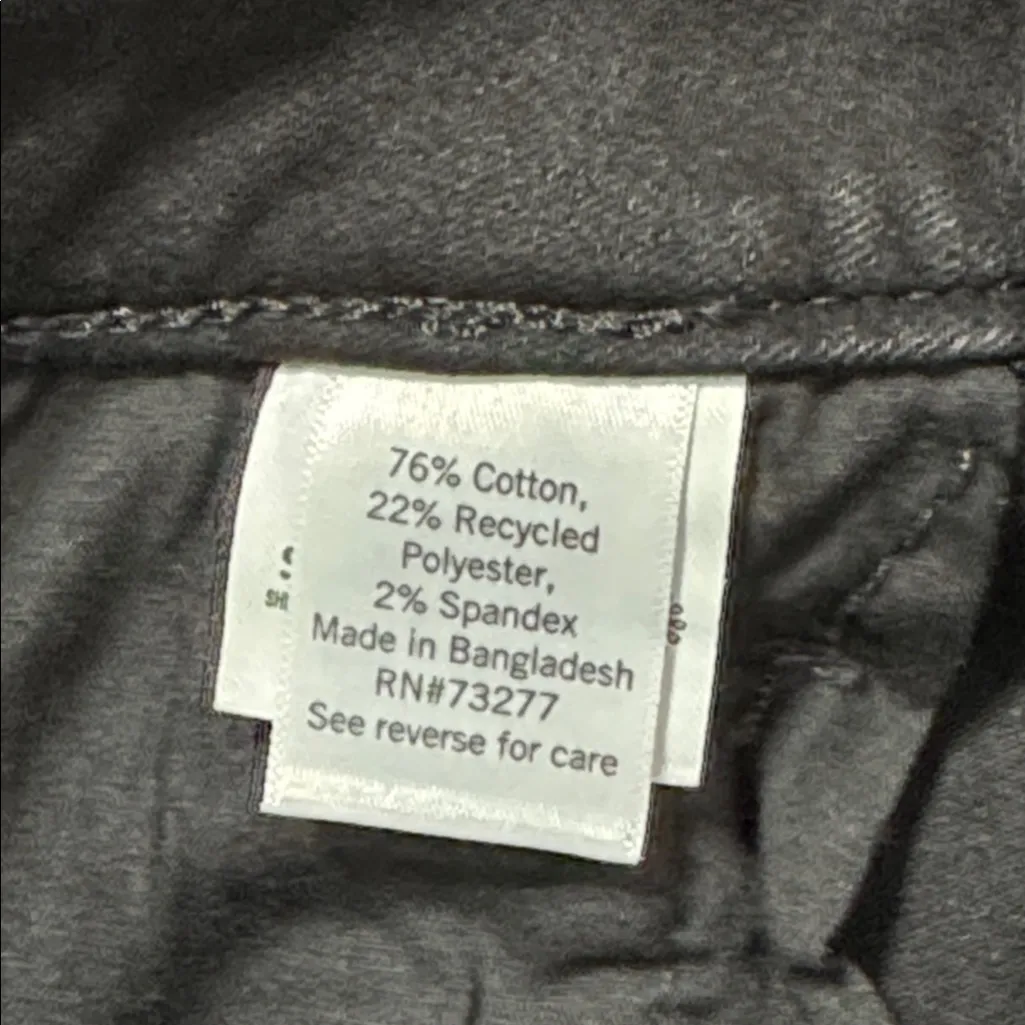 76% Cotton,
22% Recycled
Polyester,
2% Spandex
Made in Bangladesh
RN#73277
See reverse for care